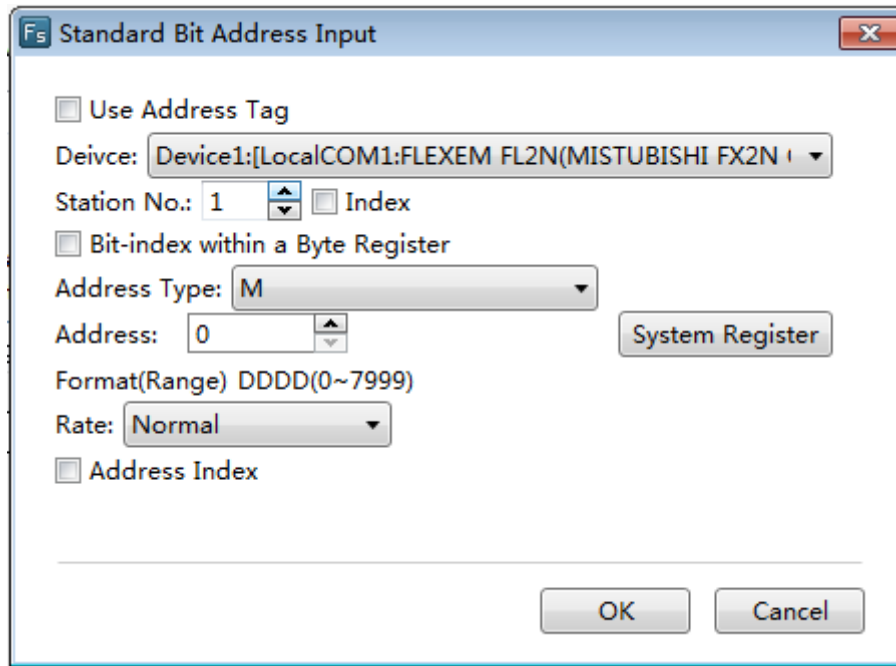 Fs Standard Bit Address Input
Use Address Tag
Deivce: Device1:[LocalCOM1:FLEXEM FL2N(MISTUBISHI FX2N (
Station No.: 1 Index
Bit-index within a Byte Register
Address Type: M
Address: 0 System Register
Format(Range) DDDD(0~7999)
Rate: Normal
Address Index
OK Cancel